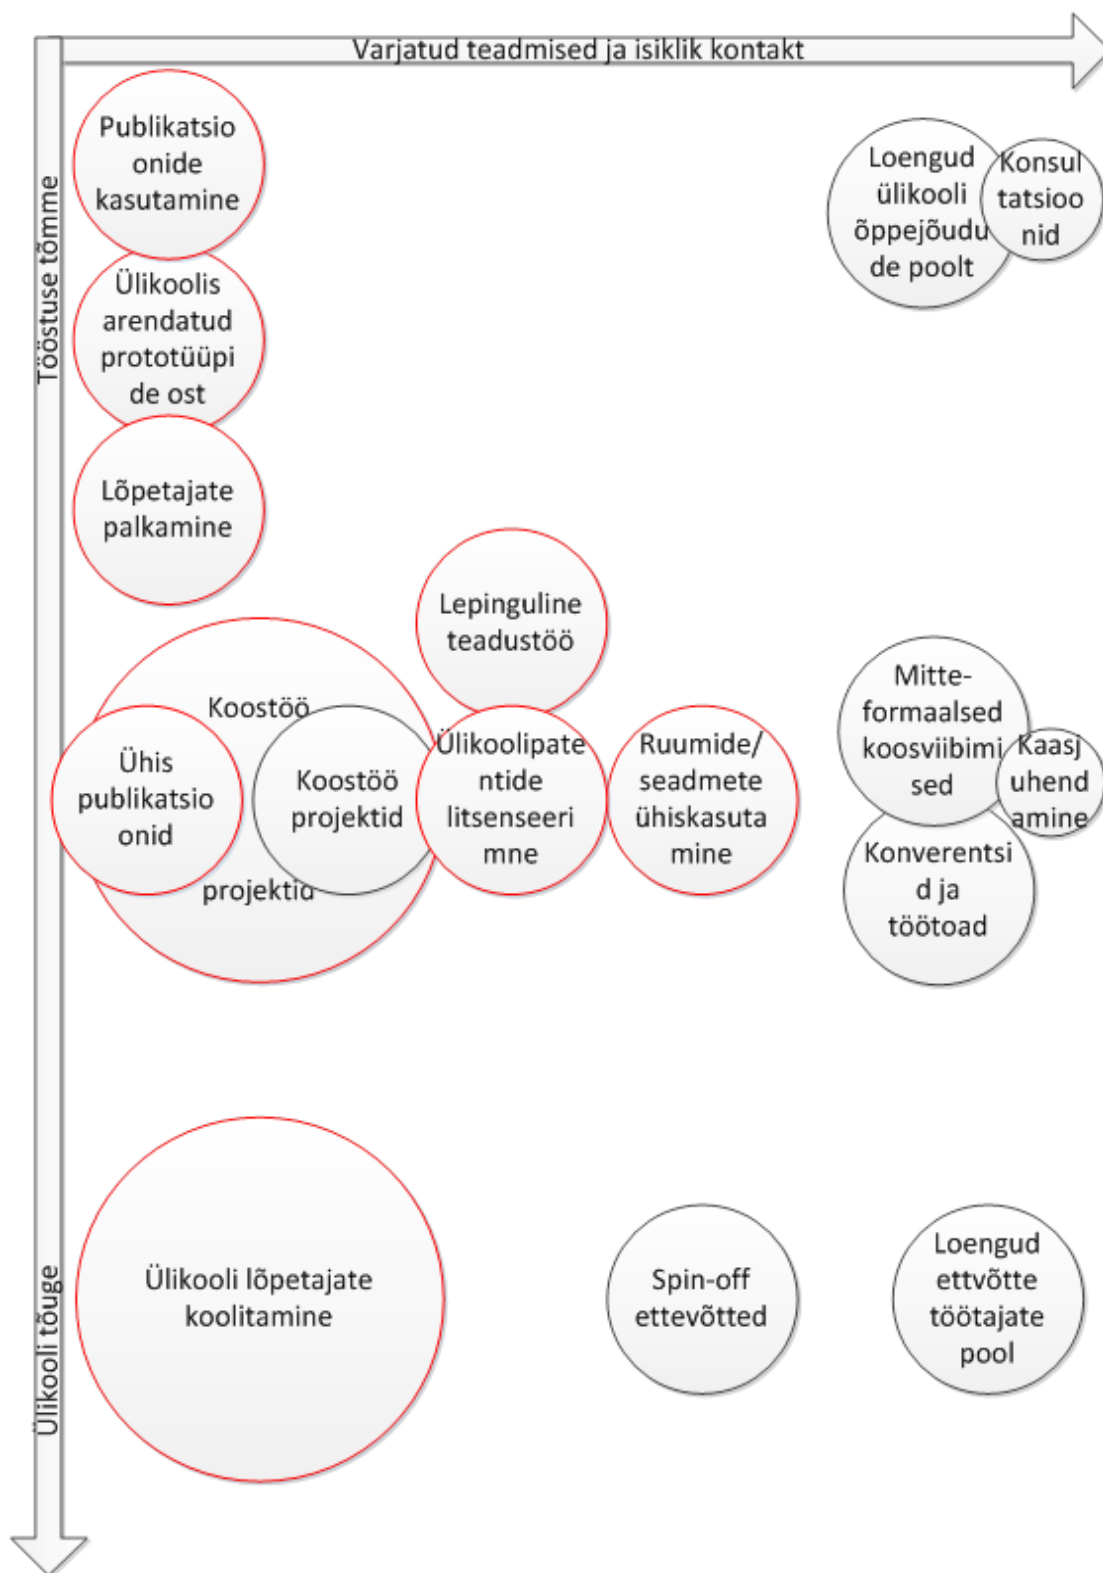 Varjatud teadmised ja isiklik kontakt
Tööstuse tõmme
Publikatsio
onide
kasutamine
Loengud
ülikooli
õppejõudu
de poolt
Konsul
tatsioo
nid
Ülikoolis
arendatud
prototüüpi
de ost
Lõpetajate
palkamine
Lepinguline
teadustöö
Koostöö
projektid
Ühis
publikatsio
onid
Koostöö
projektid
Ülikoolipate
ntide
litsenseeri
mne
Ruumide/
seadmete
ühiskasuta
mine
Mitte-
formaalsed
koosviibimi
sed
Kaasj
uhend
amine
Konverentsi
d ja
töötoad
Ülikooli tõuge
Ülikooli lõpetajate
koolitamine
Spin-off
ettevõtted
Loengud
ettvõtte
töötajate
pool